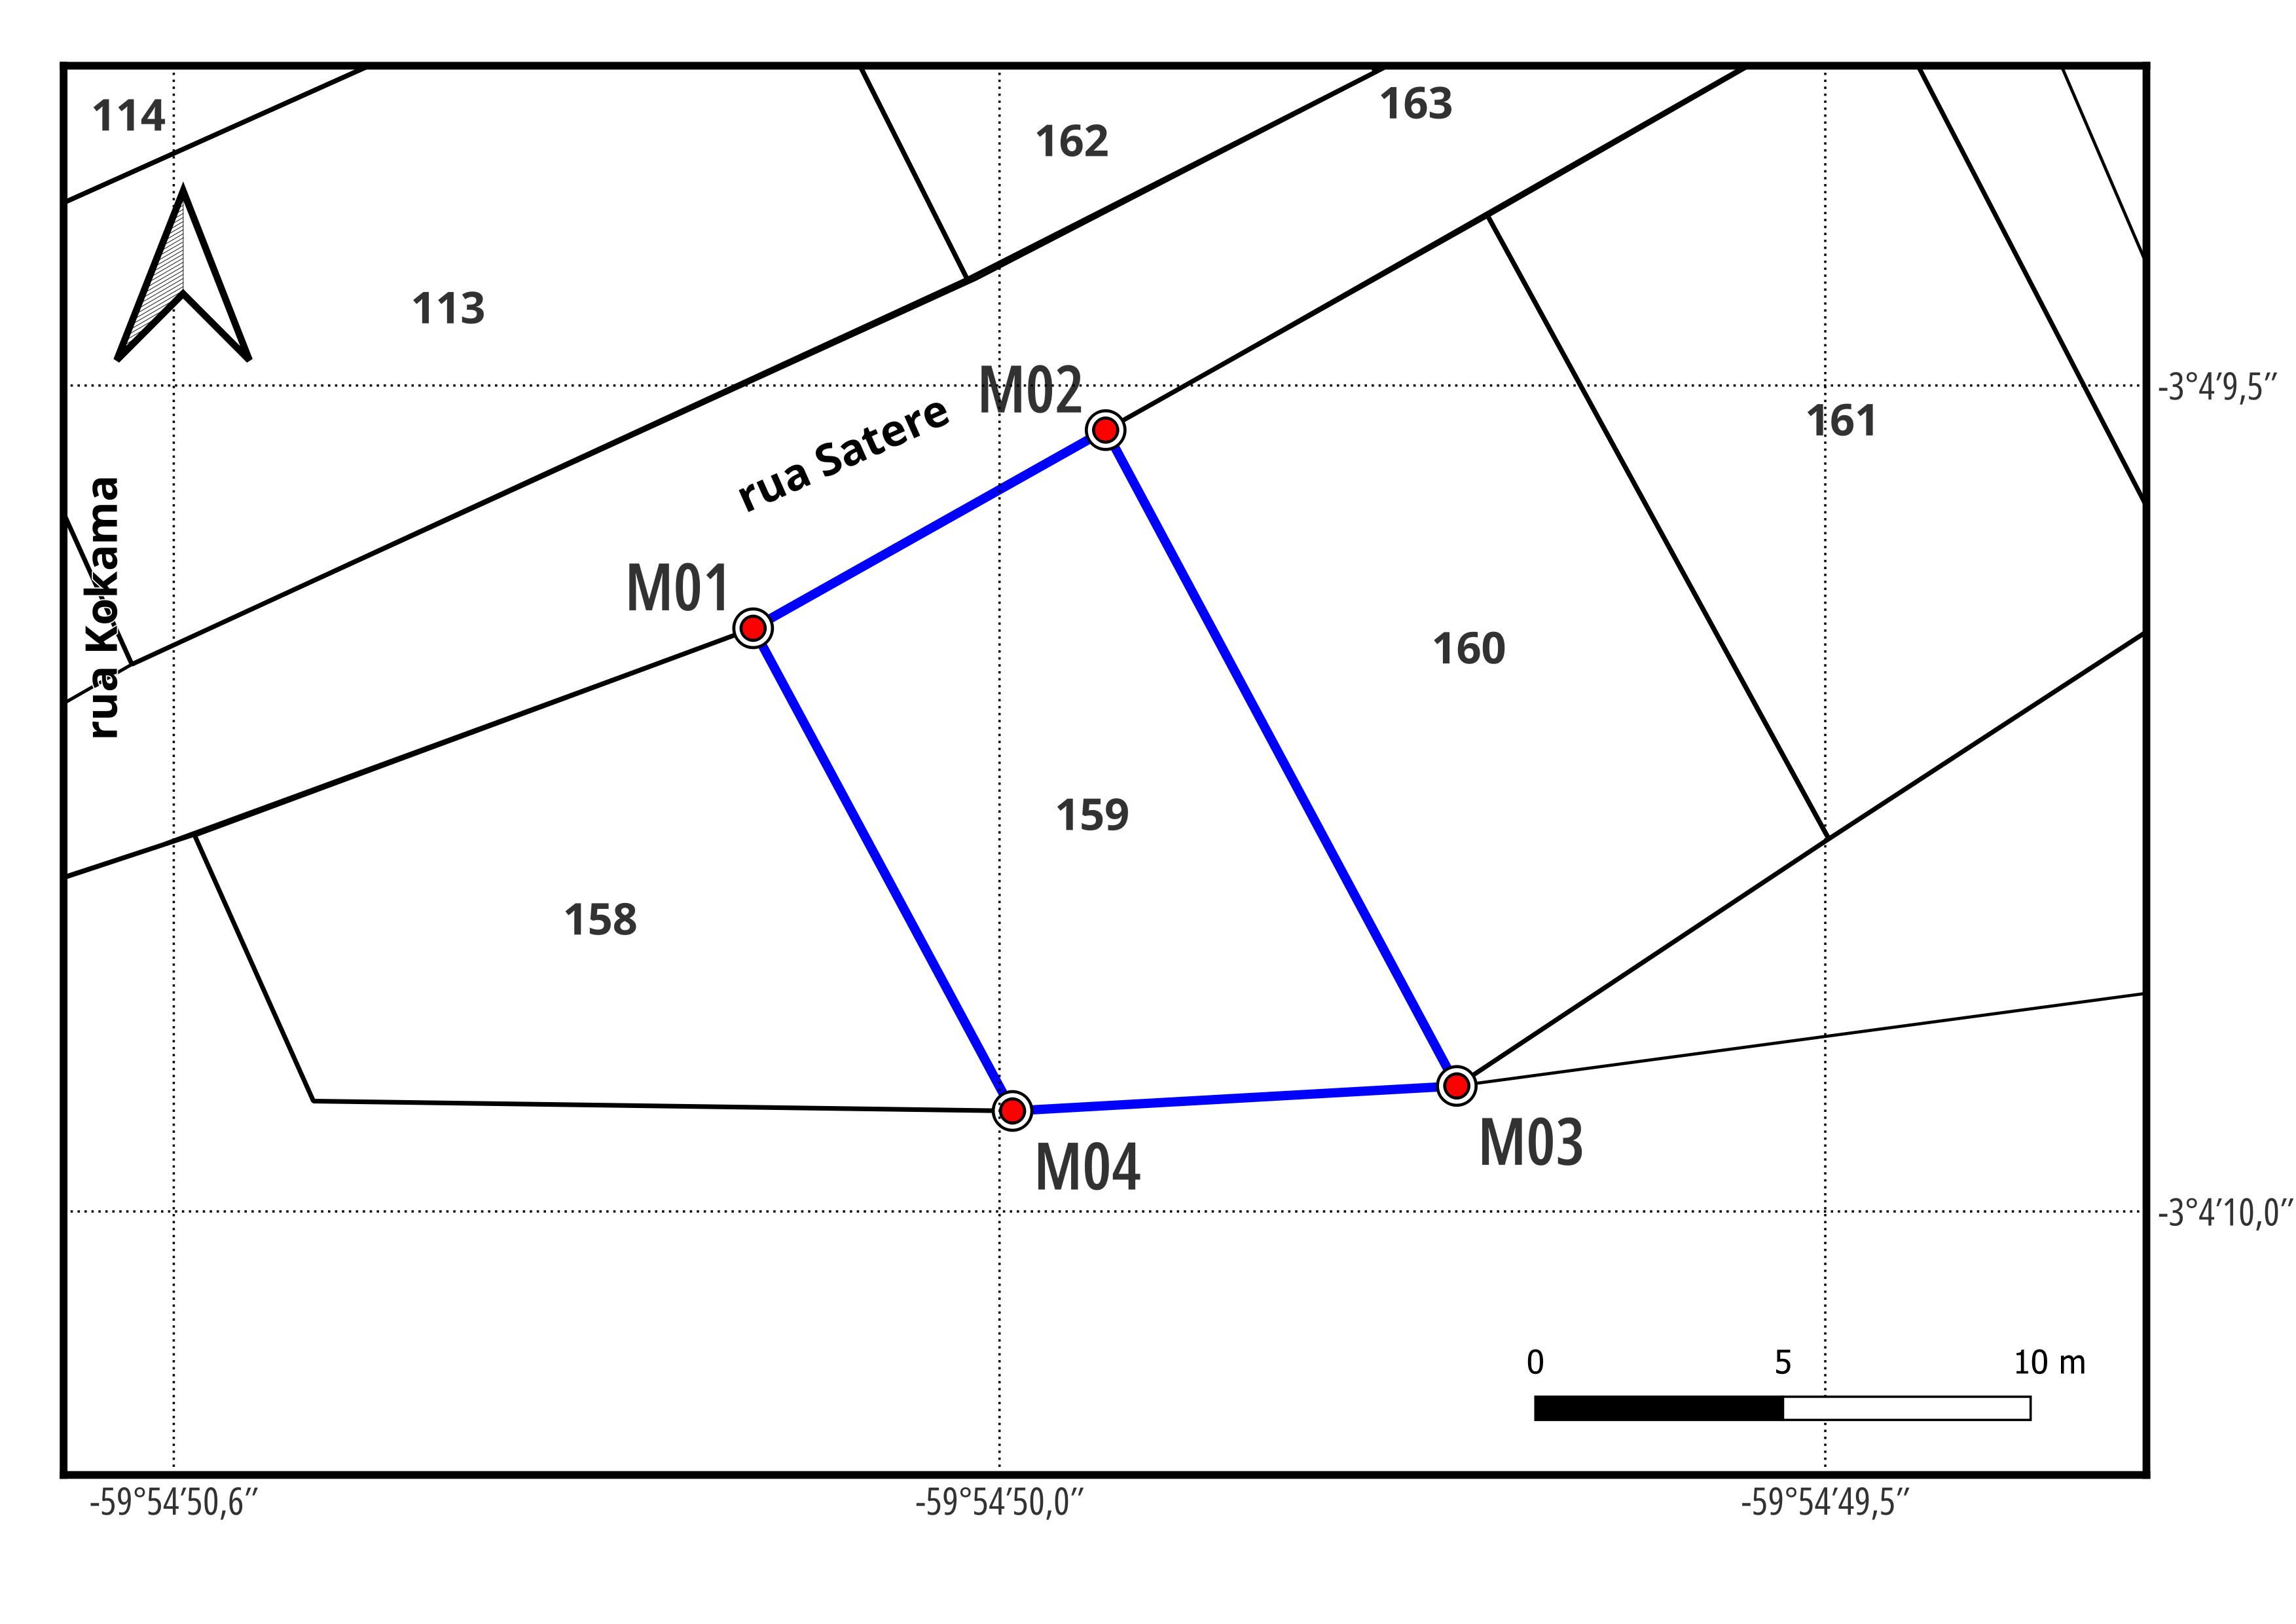 114
162
163
113
M02
-3°4′9,5″
161
rua Satere
rua Kokama
M01
160
159
158
M03
M04
-3°4′10,0″
0 5 10 m
-59°54′50,6″ -59°54′50,0″ -59°54′49,5″